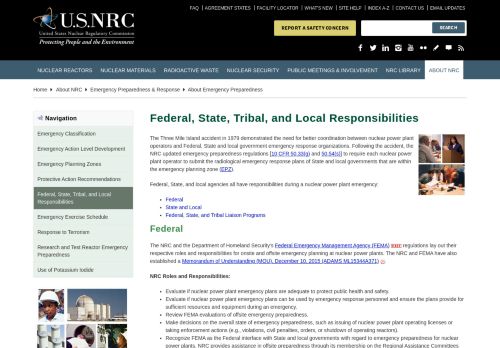 FAQ | AGREEMENT STATES | FACILITY LOCATOR | WHAT'S NEW | SITE HELP | INDEX A-Z | CONTACT US | EMAIL UPDATES
U.S.NRC
United States Nuclear Regulatory Commission
Protecting People and the Environment
REPORT A SAFETY CONCERN
SEARCH
NUCLEAR REACTORS
NUCLEAR MATERIALS
RADIOACTIVE WASTE
NUCLEAR SECURITY
PUBLIC MEETINGS & INVOLVEMENT
NRC LIBRARY
ABOUT NRC
Home
About NRC
Emergency Preparedness & Response
About Emergency Preparedness
Navigation
Emergency Classification
Emergency Action Level Development
Emergency Planning Zones
Protective Action Recommendations
Federal, State, Tribal, and Local
Responsibilities
Emergency Exercise Schedule
Response to Terrorism
Research and Test Reactor Emergency
Preparedness
Use of Potassium Iodide
Federal, State, Tribal, and Local Responsibilities
The Three Mile Island accident in 1979 demonstrated the need for better coordination between nuclear power plant
operators and Federal, State and local government emergency response organizations. Following the accident, the
NRC updated emergency preparedness regulations [10 CFR 50.33(g) and 50.54(s)] to require each nuclear power
plant operator to submit the radiological emergency response plans of State and local governments that are within
the emergency planning zone (EPZ).
Federal, State, and local agencies all have responsibilities during a nuclear power plant emergency:
Federal
State and Local
Federal, State, and Tribal Liaison Programs
Federal
The NRC and the Department of Homeland Security's Federal Emergency Management Agency (FEMA) EXIT regulations lay out their
respective roles and responsibilities for onsite and offsite emergency planning at nuclear power plants. The NRC and FEMA have also
established a Memorandum of Understanding (MOU), December 10, 2015 (ADAMS ML15344A371)
NRC Roles and Responsibilities:
Evaluate if nuclear power plant emergency plans are adequate to protect public health and safety.
Evaluate if nuclear power plant emergency plans can be used by emergency response personnel and ensure the plans provide for
sufficient resources and equipment during an emergency.
Review FEMA evaluations of offsite emergency preparedness.
Make decisions on the overall state of emergency preparedness, such as issuing of nuclear power plant operating licenses or
taking enforcement actions (e.g., violations, civil penalties, orders, or shutdown of operating reactors).
Recognize FEMA as the Federal interface with State and local governments with regard to emergency preparedness for nuclear
power plants. NRC provides assistance in offsite preparedness through its membership on the Regional Assistance Committees.